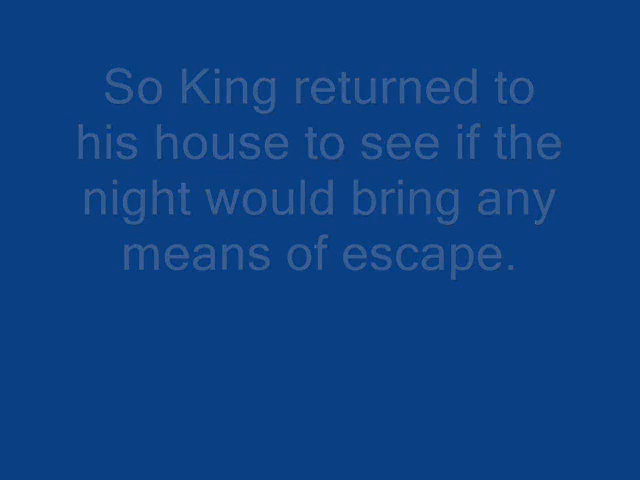 So King returned to
his house to see if the
night would bring any
means of escape.